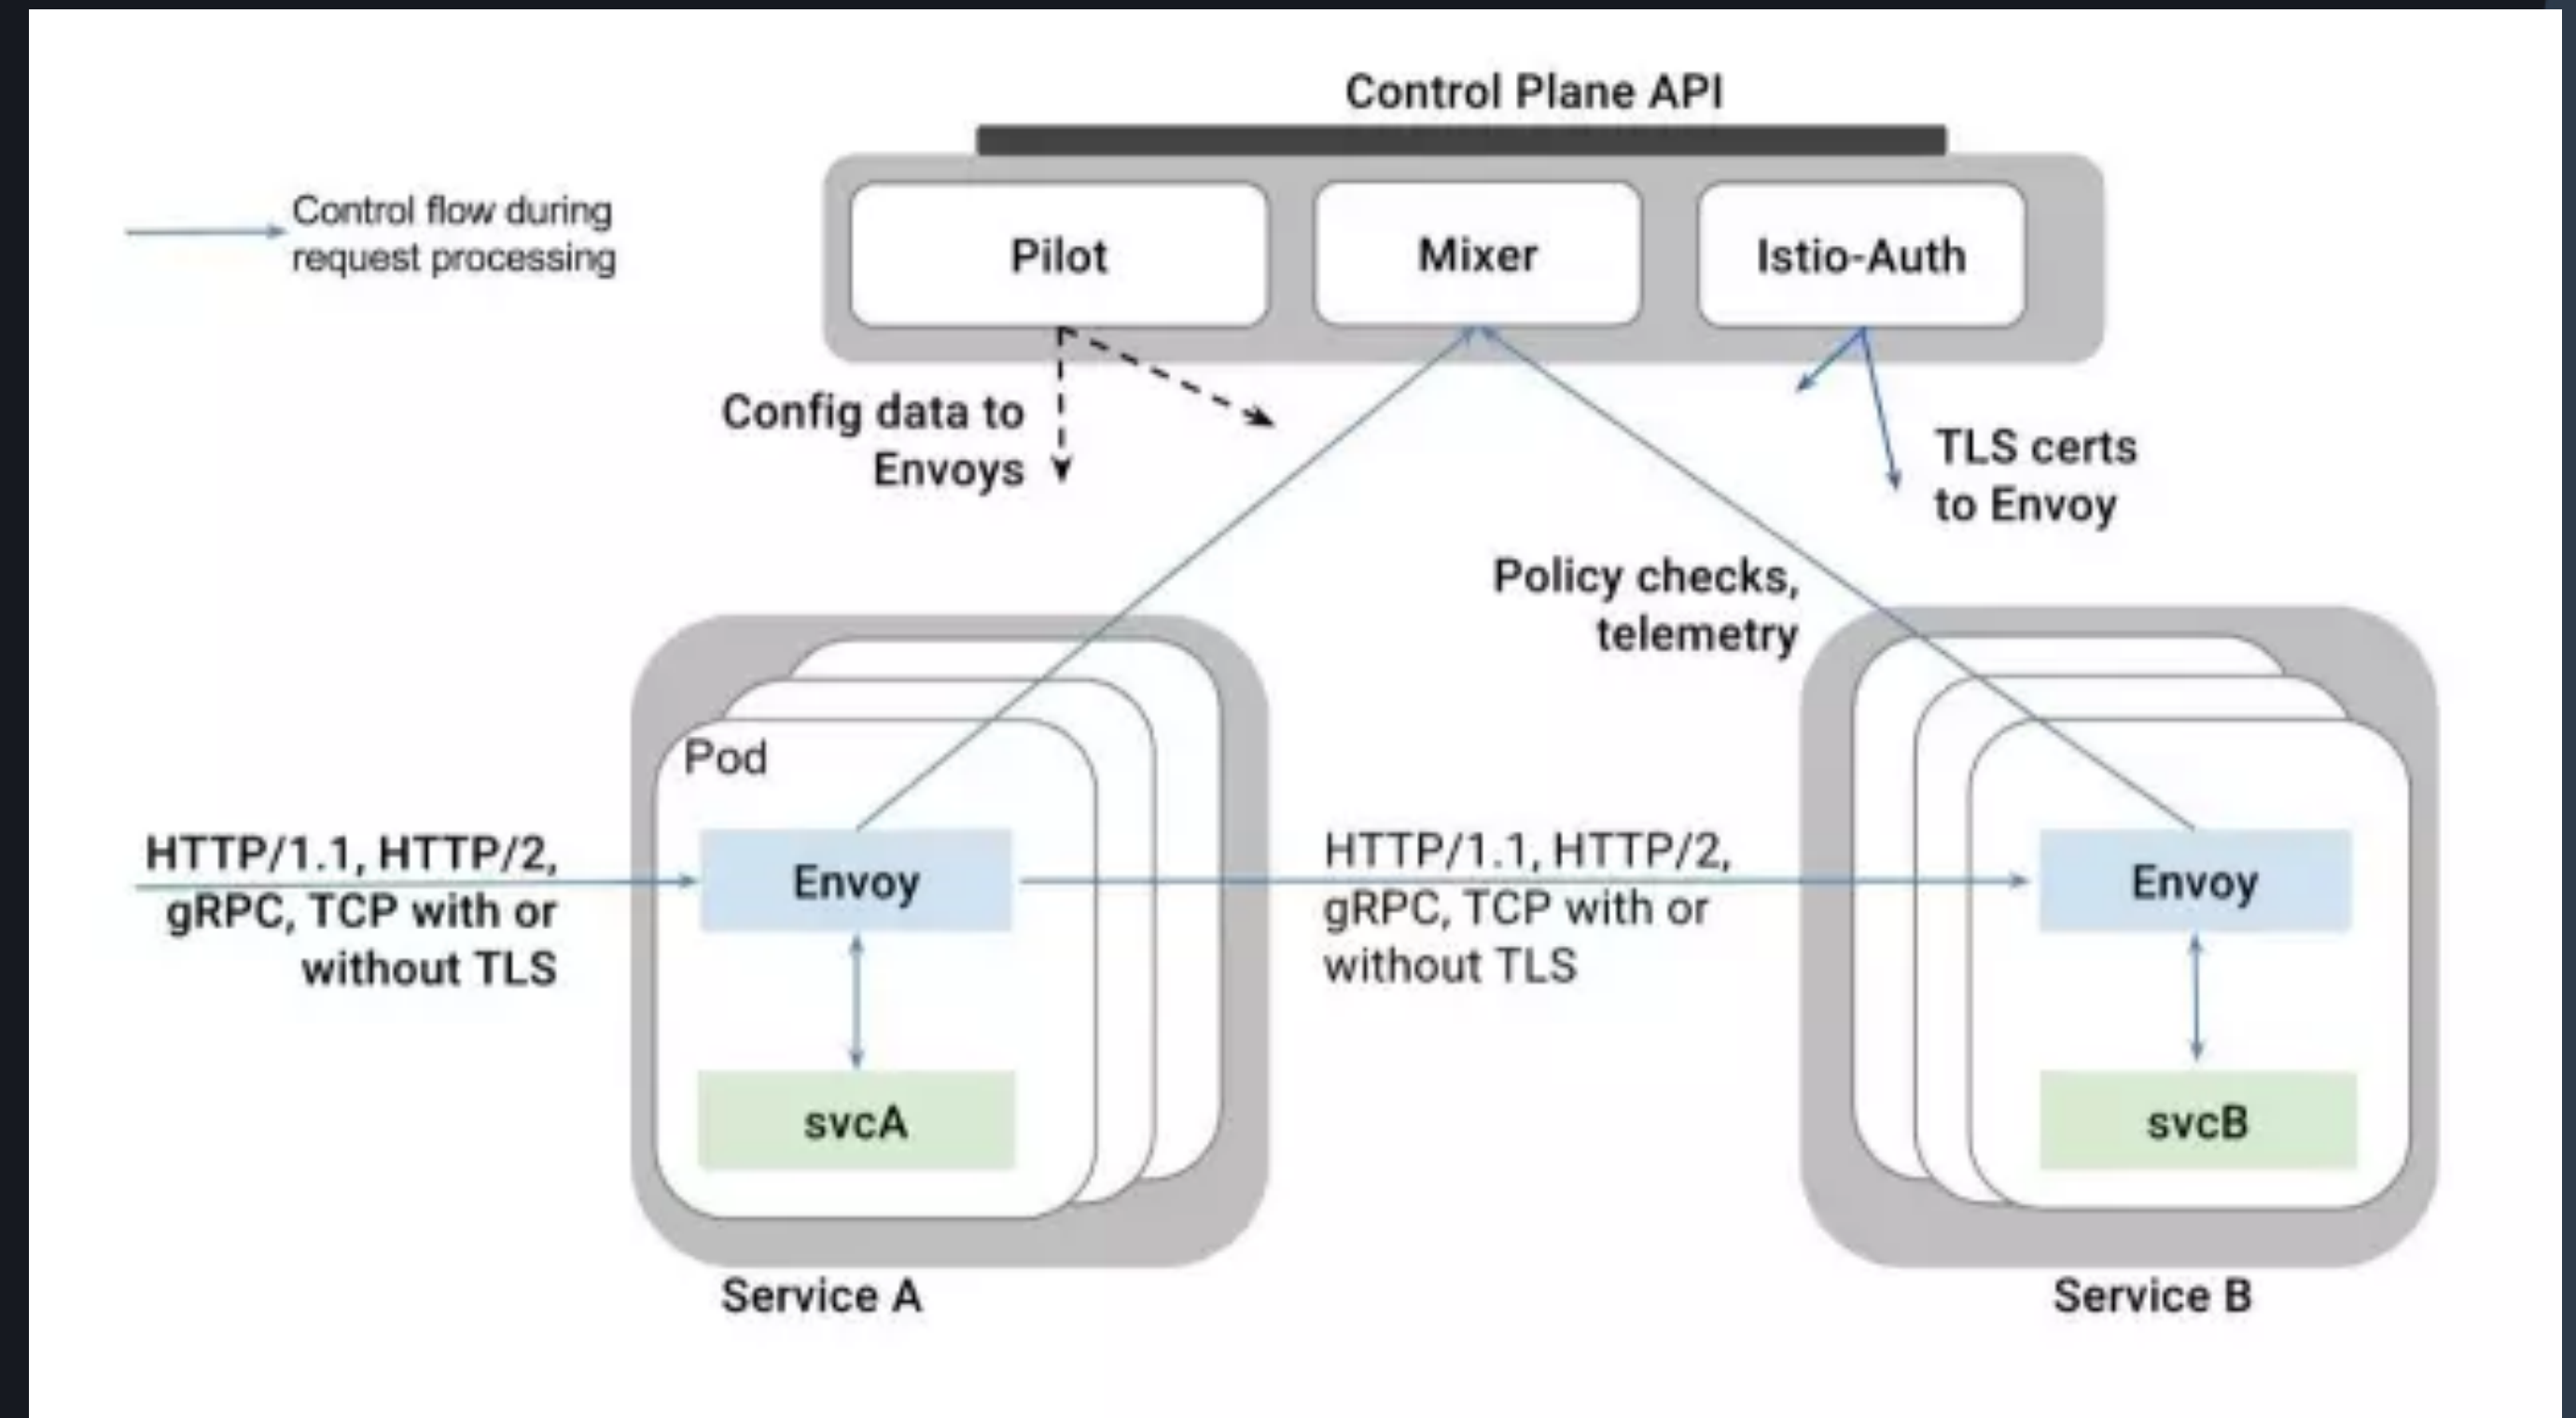 Control Plane API
Control flow during
request processing
Pilot
Mixer
Istio-Auth
Config data to
Envoys
TLS certs
to Envoy
Policy checks,
telemetry
Pod
HTTP/1.1, HTTP/2,
gRPC, TCP with or
without TLS
Envoy
HTTP/1.1, HTTP/2,
gRPC, TCP with or
without TLS
Envoy
svcA
svcB
Service A
Service B